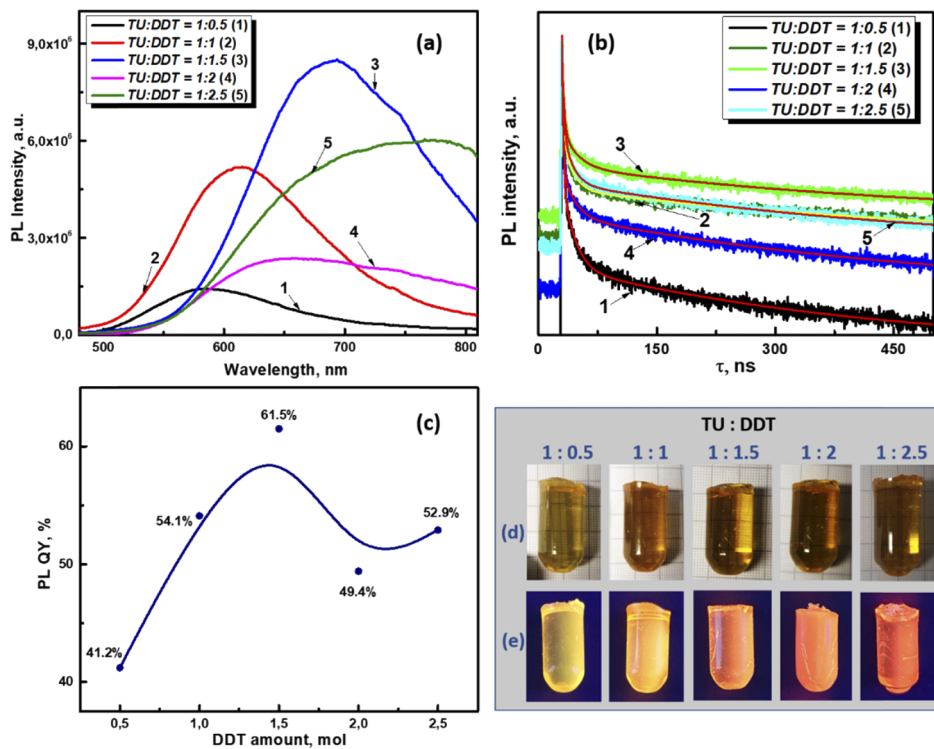 TU:DDT = 1:0.5 (1)
TU:DDT = 1:1 (2)
TU:DDT = 1:1.5 (3)
TU:DDT = 1:2 (4)
TU:DDT = 1:2.5 (5)
(a)
9,0x10⁶
6,0x10⁶
3,0x10⁶
0,0
PL Intensity, a.u.
3
5
2
4
1
500
600
700
800
Wavelength, nm
(b)
TU:DDT = 1:0.5 (1)
TU:DDT = 1:1 (2)
TU:DDT = 1:1.5 (3)
TU:DDT = 1:2 (4)
TU:DDT = 1:2.5 (5)
PL intensity, a.u.
3
2
5
4
1
0
150
300
450
τ, ns
(c)
61.5%
54.1%
52.9%
49.4%
41.2%
60
50
40
PL QY, %
0,5
1,0
1,5
2,0
2,5
DDT amount, mol
TU : DDT
1 : 0.5
1 : 1
1 : 1.5
1 : 2
1 : 2.5
(d)
(e)